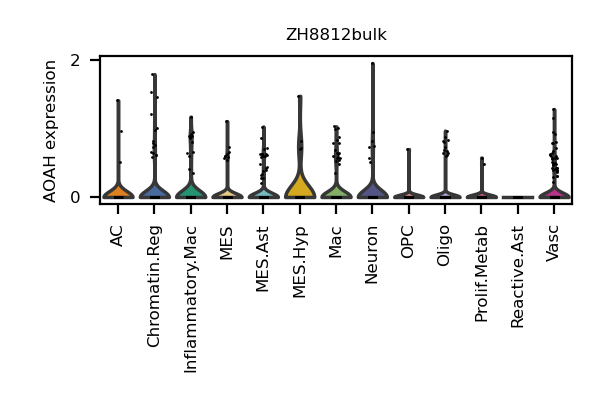 ZH8812bulk
AOAH expression
2
0
AC
Chromatin.Reg
Inflammatory.Mac
MES
MES.Ast
MES.Hyp
Mac
Neuron
OPC
Oligo
Prolif.Metab
Reactive.Ast
Vasc